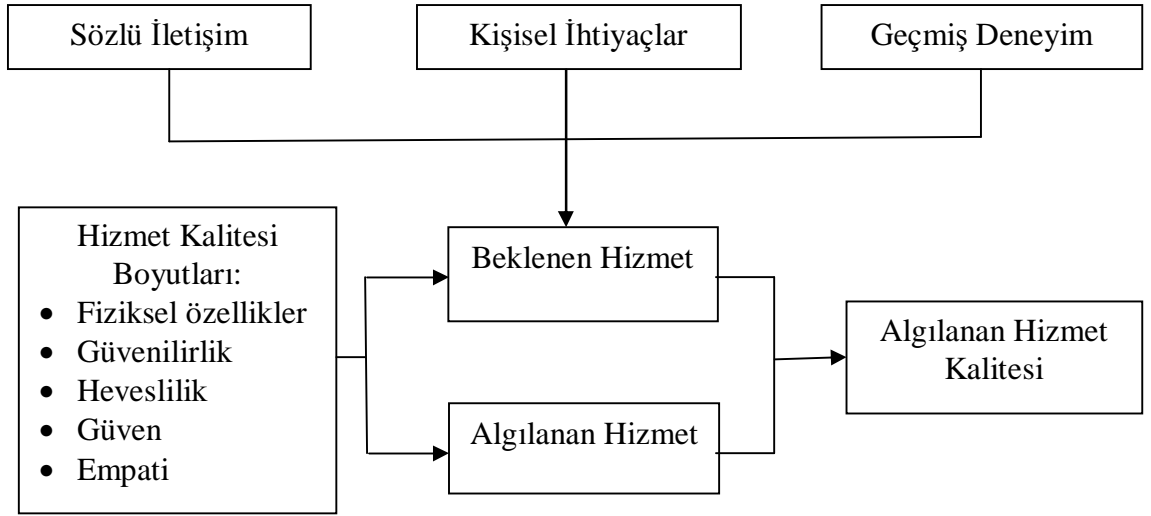 Sözlü İletişim
Kişisel İhtiyaçlar
Geçmiş Deneyim
Hizmet Kalitesi
Boyutları:
• Fiziksel özellikler
• Güvenilirlik
• Heveslilik
• Güven
• Empati
Beklenen Hizmet
Algılanan Hizmet
Algılanan Hizmet
Kalitesi